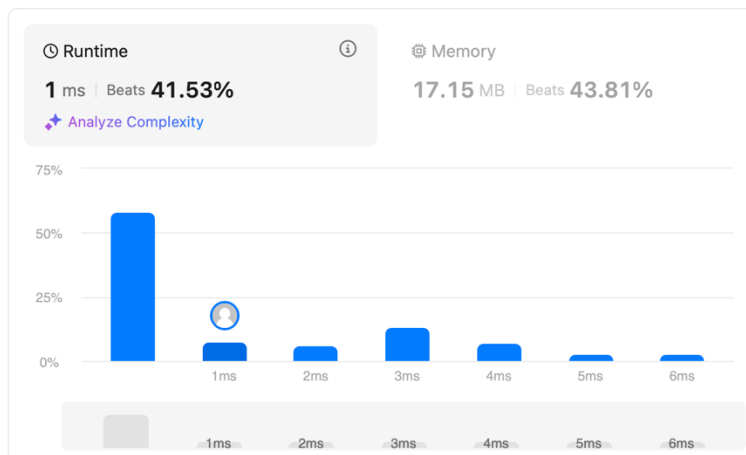 Runtime
1 ms | Beats 41.53%
Analyze Complexity
Memory
17.15 MB | Beats 43.81%
75%
50%
25%
0%
1ms 2ms 3ms 4ms 5ms 6ms
1ms 2ms 3ms 4ms 5ms 6ms